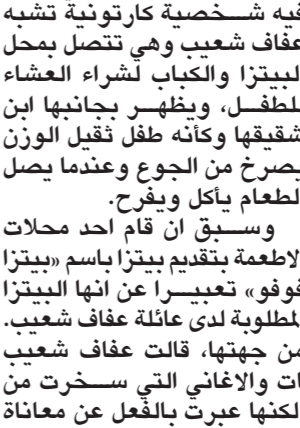 فيه شخصية كارتونية تشبه
عفاف شعيب وهي تتصل بمحل
البيتزا والكباب لشراء العشاء
للطفل، ويظهر بجانبها ابن
شقيقها وكأنه طفل ثقيل الوزن
يصرخ من الجوع وعندما يصل
الطعام يأكل ويفرح.
وسبق ان قام احد محلات
الاطعمة بتقديم بيتزا باسم «بيتزا
فوفو» تعبيرا عن انها البيتزا
المطلوبة لدى عائلة عفاف شعيب.
من جهتها، قالت عفاف شعيب
ات والاغاني التي سخرت من
لكنها عبرت بالفعل عن معاناة